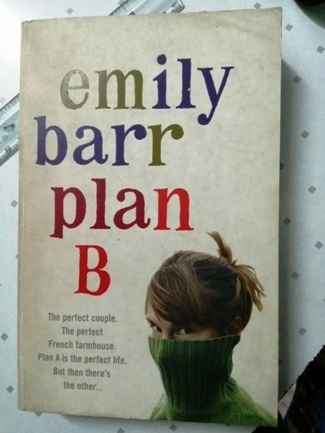 emily
barr
plan
B
The perfect couple.
The perfect
French farmhouse.
Plan A is the perfect life.
But then there's
the other...